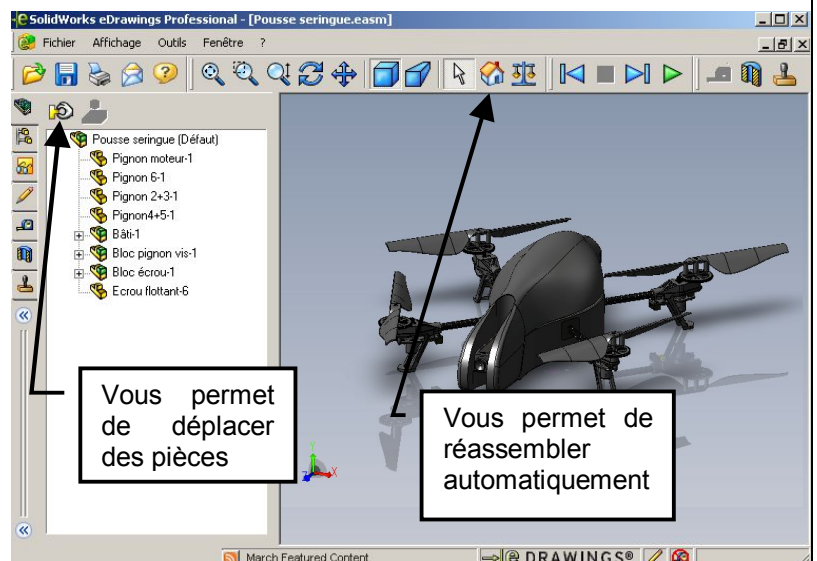 SolidWorks eDrawings Professional - [Pousse seringue.easm]
Fichier Affichage Outils Fenêtre ?
Pousse seringue (Défaut)
Pignon moteur-1
Pignon 6-1
Pignon 2+3-1
Pignon4+5-1
Bâti-1
Bloc pignon vis-1
Bloc écrou-1
Ecrou flottant-6
Vous permet
de déplacer
des pièces
Vous permet de
réassembler
automatiquement
Y
X
Z
March Featured Content
e DRAWINGS®